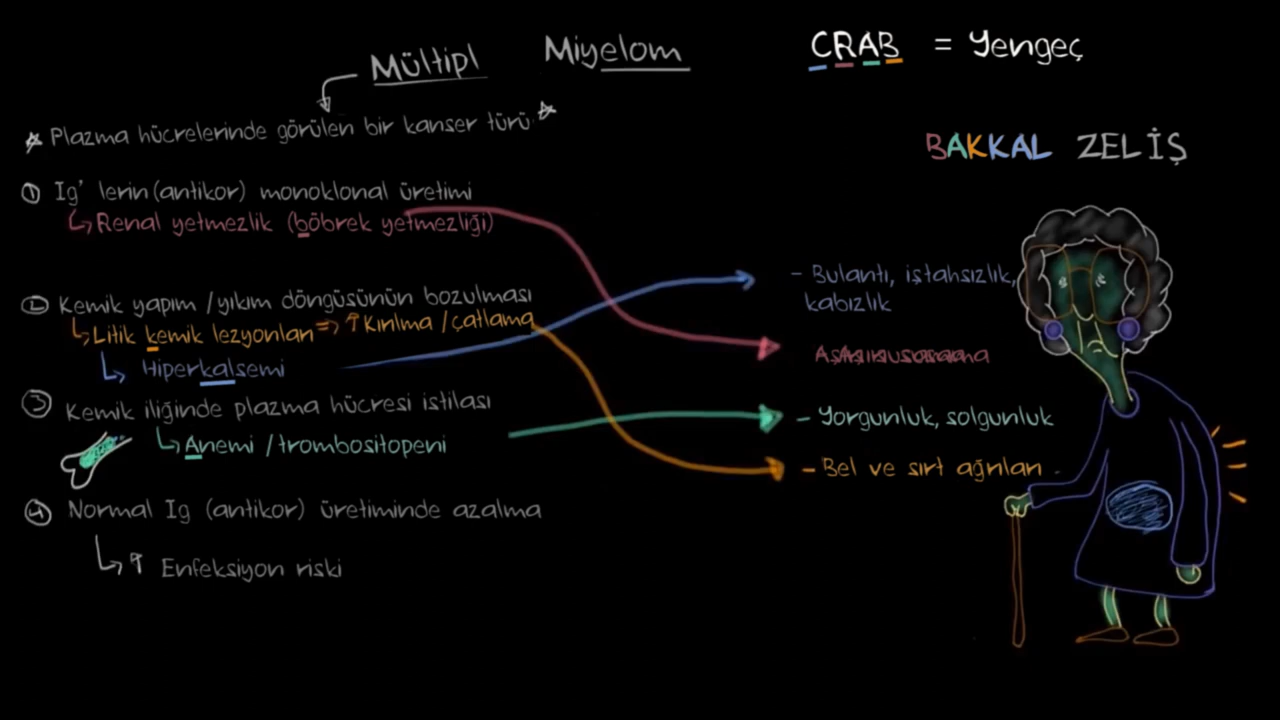 Mültipl Miyelom
CRAB = Yengeç
Plazma hücrelerinde görülen bir kanser türü
BAKKAL ZELİŞ
1 Ig' lerin (antikor) monoklonal üretimi
Renal yetmezlik (böbrek yetmezliği)
2 Kemik yapım / yıkım döngüsünün bozulması
Litik kemik lezyonları => ↑ Kırılma / çatlama
Hiperkalsemi
3 Kemik iliğinde plazma hücresi istilası
Anemi / trombositopeni
4 Normal Ig (antikor) üretiminde azalma
↑ Enfeksiyon riski
- Bulantı, iştahsızlık,
kabızlık
- Yorgunluk, solgunluk
- Bel ve sırt ağrıları